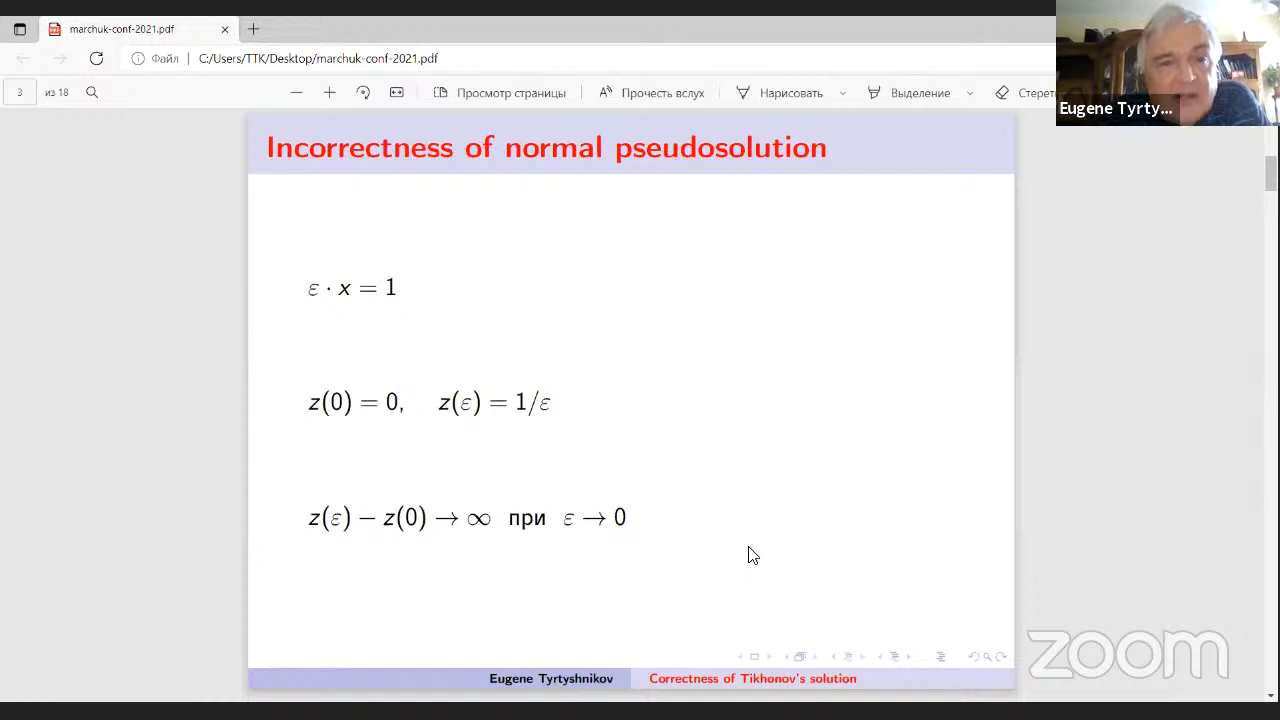 marchuk-conf-2021.pdf
Файл C:/Users/TTK/Desktop/marchuk-conf-2021.pdf
3 из 18 Просмотр страницы Прочесть вслух Нарисовать Выделение Стерет
Eugene Tyrty...
Incorrectness of normal pseudosolution
ε · x = 1
z(0) = 0, z(ε) = 1/ε
z(ε) − z(0) → ∞ при ε → 0
zoom
Eugene Tyrtyshnikov Correctness of Tikhonov's solution